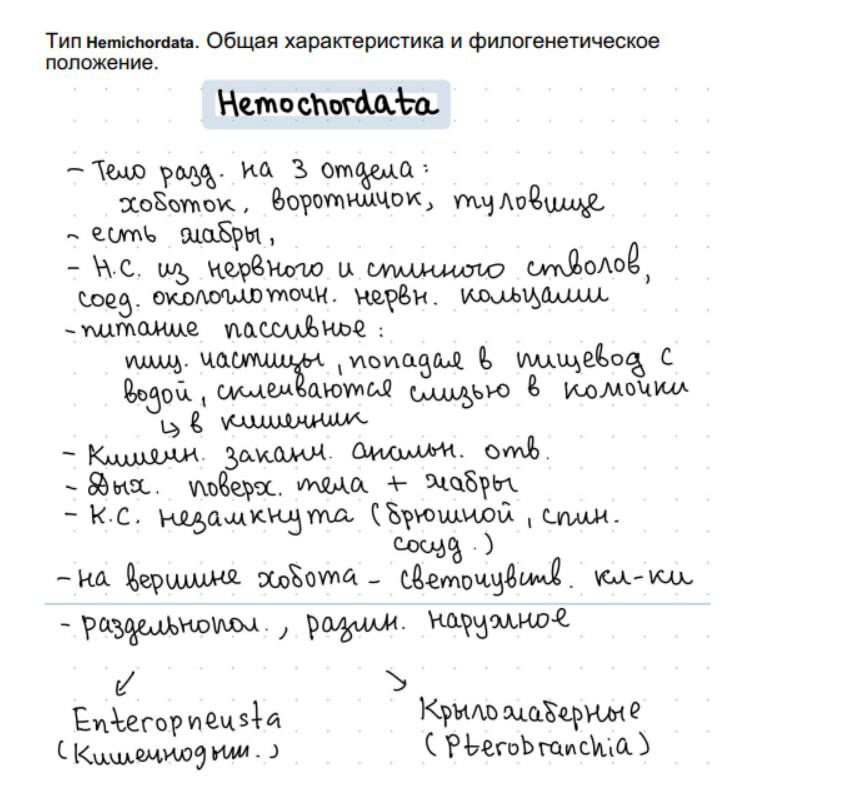 Тип Hemichordata. Общая характеристика и филогенетическое
положение.
Hemochordata
- Тело разд. на 3 отдела:
хоботок, воротничок, туловище
- есть жабры,
- Н.С. из нервного и спинного стволов,
соед. окологлоточн. нервн. кольцами
- питание пассивное:
пищ. частицы, попадая в пищевод с
водой, склеиваются слизью в комочки
↳ в кишечник
- Кишечн. заканч. анальн. отв.
- Дых. поверх. тела + жабры
- К.С. незамкнута (брюшной, спин.
сосуд.)
- на вершине хобота - светочувств. кл-ки
- раздельнопол., размн. наружное
↙ ↘
Enteropneusta Крыложаберные
(Кишечнодыш.) (Pterobranchia)